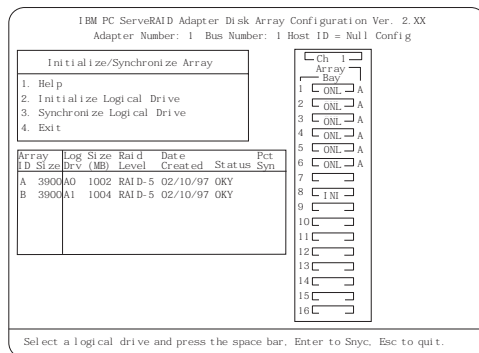 IBM PC ServeRAID Adapter Disk Array Configuration Ver. 2.XX
Adapter Number: 1 Bus Number: 1 Host ID = Null Config
Initialize/Synchronize Array
1. Help
2. Initialize Logical Drive
3. Synchronize Logical Drive
4. Exit
Array Log Size Raid Date Pct
ID Size Drv (MB) Level Created Status Syn
A 3900 A0 1002 RAID-5 02/10/97 OKY
B 3900 A1 1004 RAID-5 02/10/97 OKY
Ch 1
Array
Bay
1 ONL A
2 ONL A
3 ONL A
4 ONL A
5 ONL A
6 ONL A
7
8 INI
9
10
11
12
13
14
15
16
Select a logical drive and press the space bar, Enter to Snyc, Esc to quit.